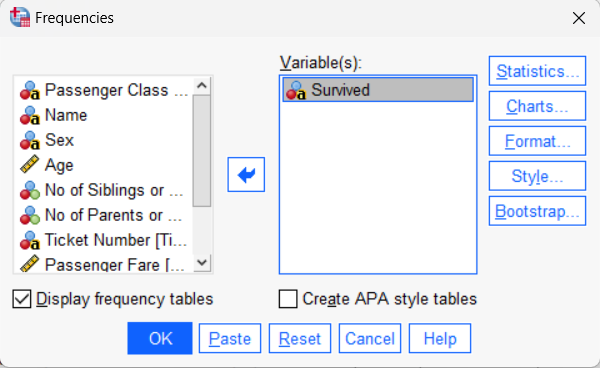 Frequencies
Variable(s):
Passenger Class ...
Name
Sex
Age
No of Siblings or ...
No of Parents or ...
Ticket Number [Ti...
Passenger Fare [...
Survived
Statistics...
Charts...
Format...
Style...
Bootstrap...
Display frequency tables
Create APA style tables
OK
Paste
Reset
Cancel
Help